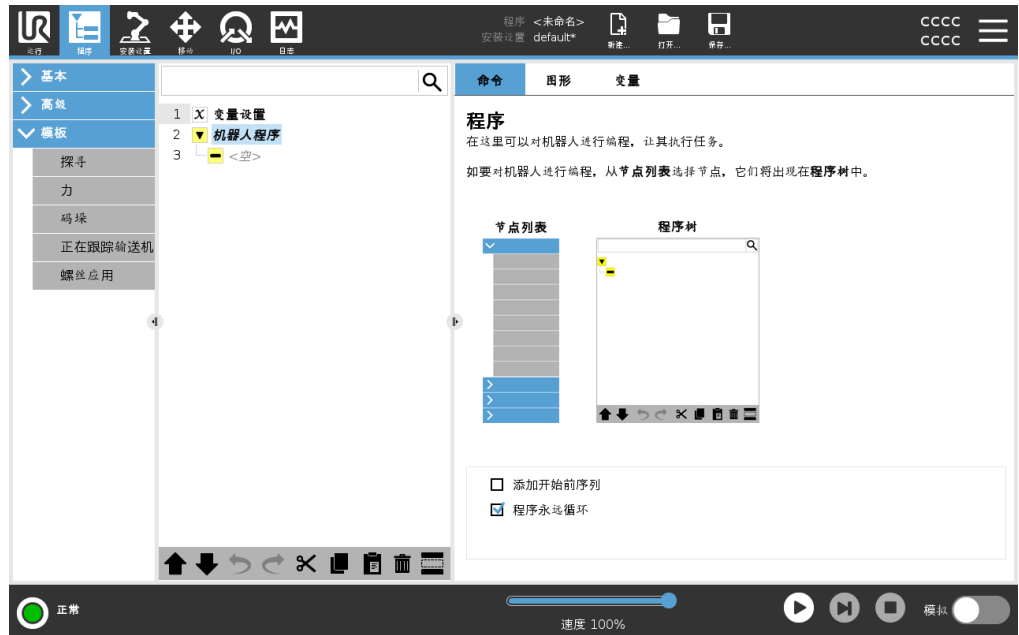 UR
运行
程序
安装设置
移动
I/O
日志
程序 <未命名>
安装设置 default*
新建...
打开...
保存...
CCCC
CCCC
基本
高级
模板
探寻
力
码垛
正在跟踪输送机
螺丝应用
1 x 变量设置
2 机器人程序
3 <空>
命令
图形
变量
程序
在这里可以对机器人进行编程，让其执行任务。
如要对机器人进行编程，从节点列表选择节点，它们将出现在程序树中。
节点列表
程序树
添加开始前序列
程序永远循环
正常
速度 100%
模拟